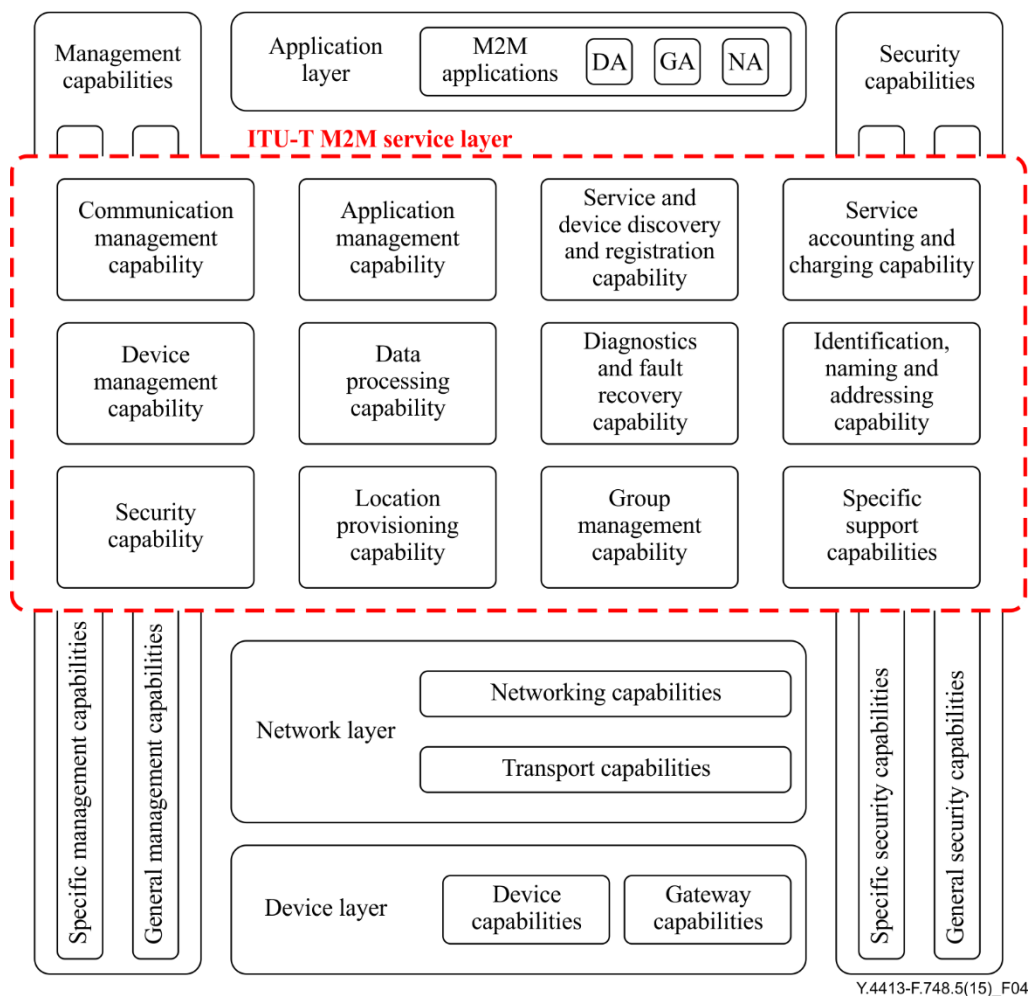 Management
capabilities
Application
layer
M2M
applications
DA
GA
NA
Security
capabilities
ITU-T M2M service layer
Communication
management
capability
Application
management
capability
Service and
device discovery
and registration
capability
Service
accounting and
charging capability
Device
management
capability
Data
processing
capability
Diagnostics
and fault
recovery
capability
Identification,
naming and
addressing
capability
Security
capability
Location
provisioning
capability
Group
management
capability
Specific
support
capabilities
Specific management capabilities
General management capabilities
Network layer
Networking capabilities
Transport capabilities
Device layer
Device
capabilities
Gateway
capabilities
Specific security capabilities
General security capabilities
Y.4413-F.748.5(15)_F04